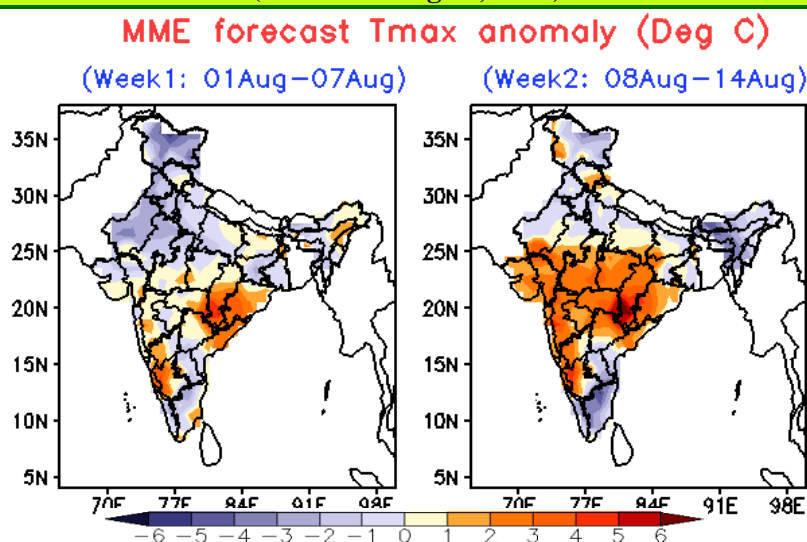 MME forecast Tmax anomaly (Deg C)
(Week1: 01Aug–07Aug) (Week2: 08Aug–14Aug)
35N 35N
30N 30N
25N 25N
20N 20N
15N 15N
10N 10N
5N 5N
70E 77E 84E 91E 98E 70E 77E 84E 91E 98E
−6 −5 −4 −3 −2 −1 0 1 2 3 4 5 6